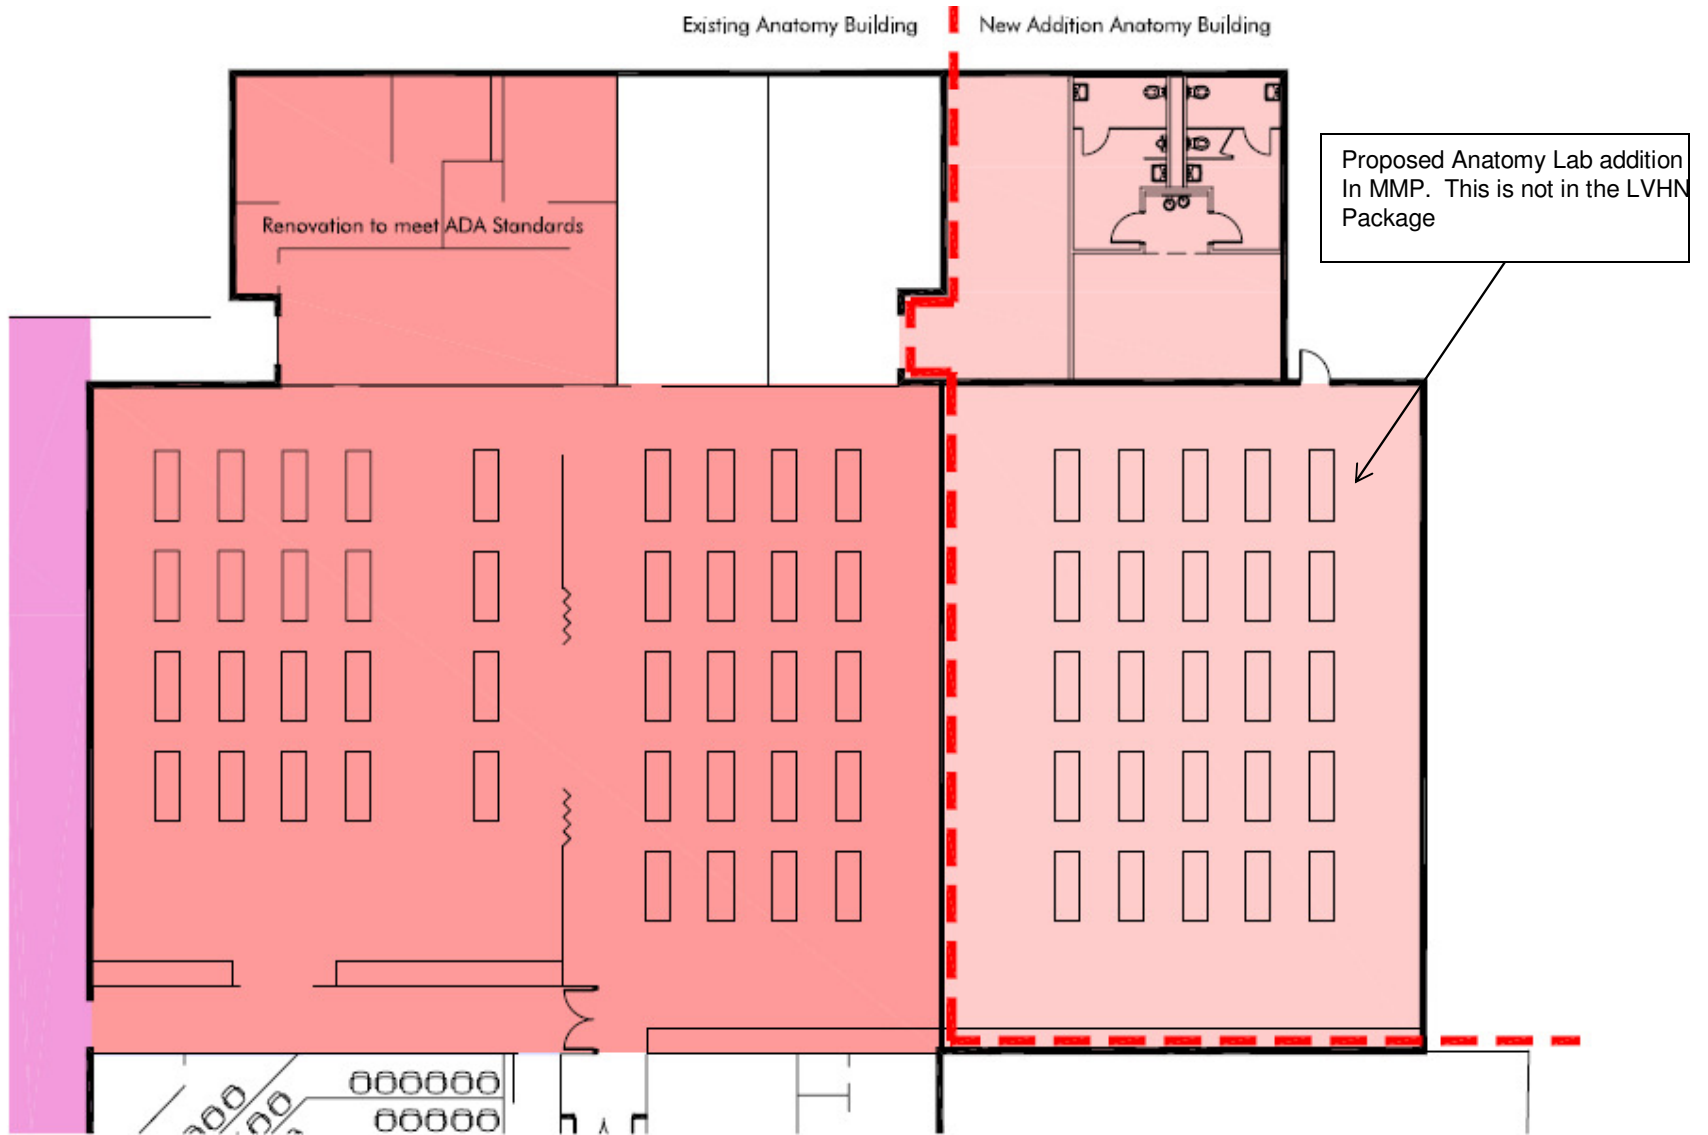 Existing Anatomy Building
New Addition Anatomy Building
Proposed Anatomy Lab addition
In MMP.  This is not in the LVHN
Package
Renovation to meet ADA Standards